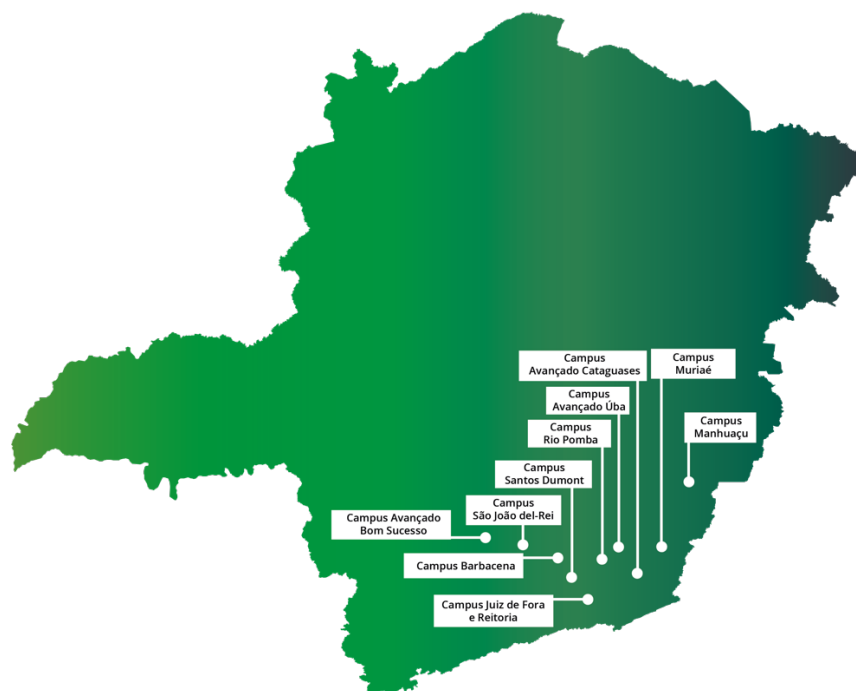 Campus
Avançado Cataguases
Campus
Muriaé
Campus
Avançado Úba
Campus
Rio Pomba
Campus
Manhuaçu
Campus
Santos Dumont
Campus
São João del-Rei
Campus Avançado
Bom Sucesso
Campus Barbacena
Campus Juiz de Fora
e Reitoria